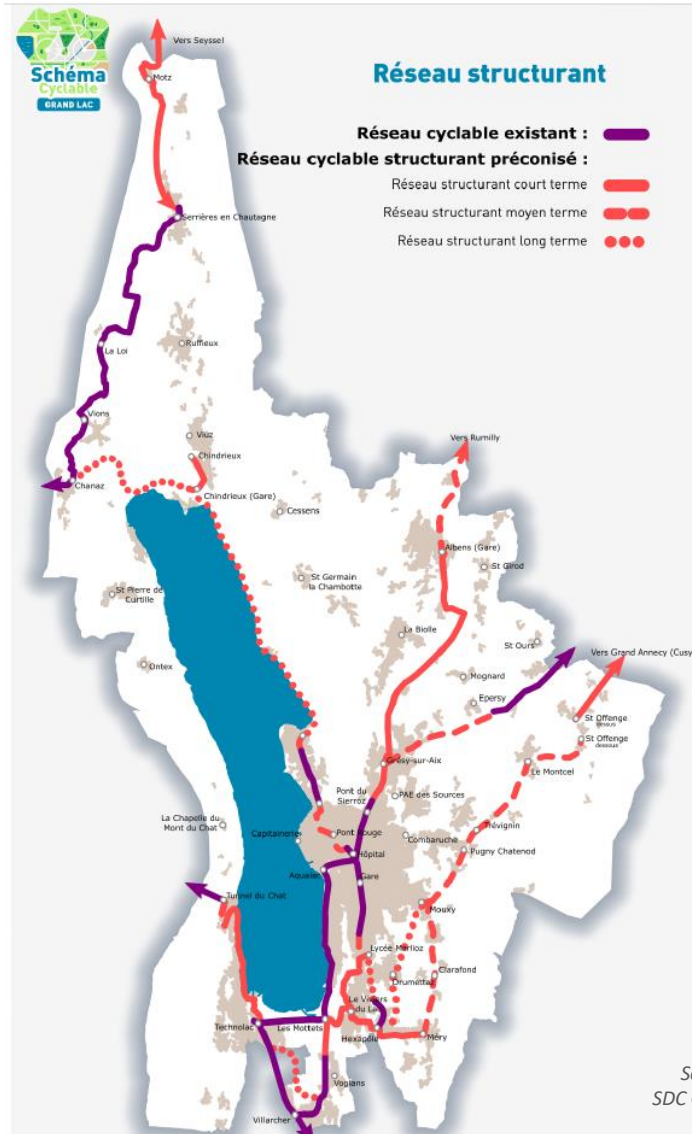 Schéma
Cyclable
GRAND LAC
Vers Seyssel
Motz
Réseau structurant
Réseau cyclable existant :
Réseau cyclable structurant préconisé :
Réseau structurant court terme
Réseau structurant moyen terme
Réseau structurant long terme
Serrières en Chautagne
La Loi
Ruffieux
Vions
Viuz
Chindrieux
Vers Rumilly
Chanaz
Chindrieux (Gare)
Cessens
Albens (Gare)
St Girod
St Germain
la Chambotte
St Pierre de
Curtille
La Biolle
St Ours
Vers Grand Annecy (Cusy
Ontex
Mognard
Epersy
St Offenge
dessus
St Offenge
dessous
Grésy-sur-Aix
Le Montcel
Pont du
Sierroz
PAE des Sources
La Chapelle du
Mont du Chat
Capitainerie
Pont Rouge
Combaruche
Trévignin
Hôpital
Pugny Chatenod
Aqualac
Gare
Tunnel du Chat
Mouxy
Lycée Marlioz
Drumettaz
Clarafond
Le Vivi
du La
Technolac
Les Mottets
Hexapôle
Méry
Voglans
SDC
Villarcher